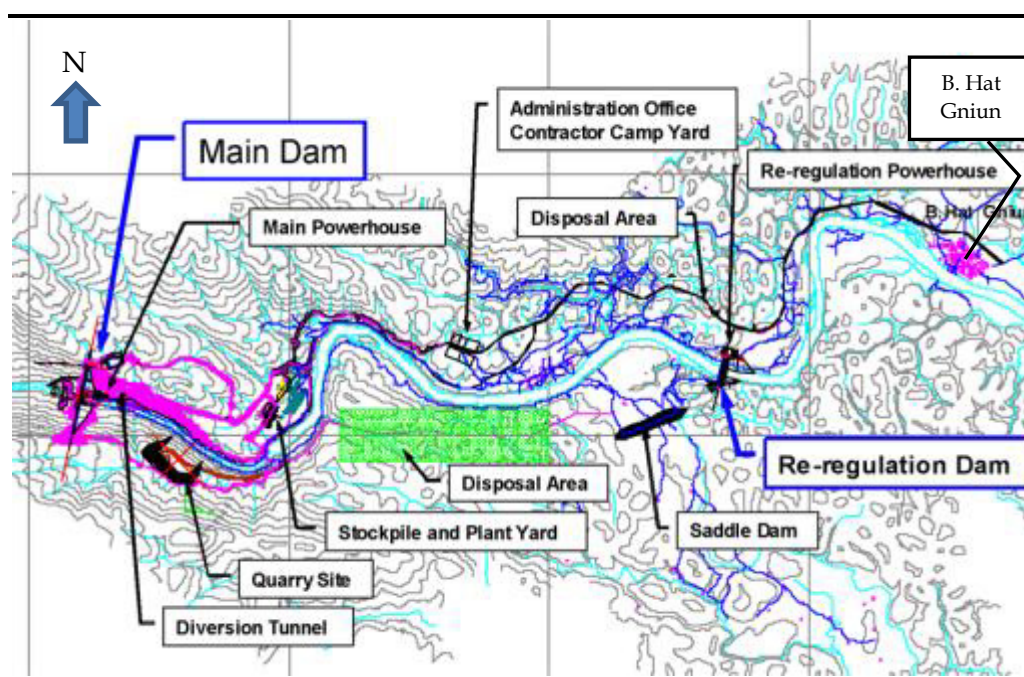 N
B. Hat
Gniun
Administration Office
Contractor Camp Yard
Main Dam
Re-regulation Powerhouse
Main Powerhouse
Disposal Area
B. Hat Gniun
Re-regulation Dam
Disposal Area
Stockpile and Plant Yard
Saddle Dam
Quarry Site
Diversion Tunnel